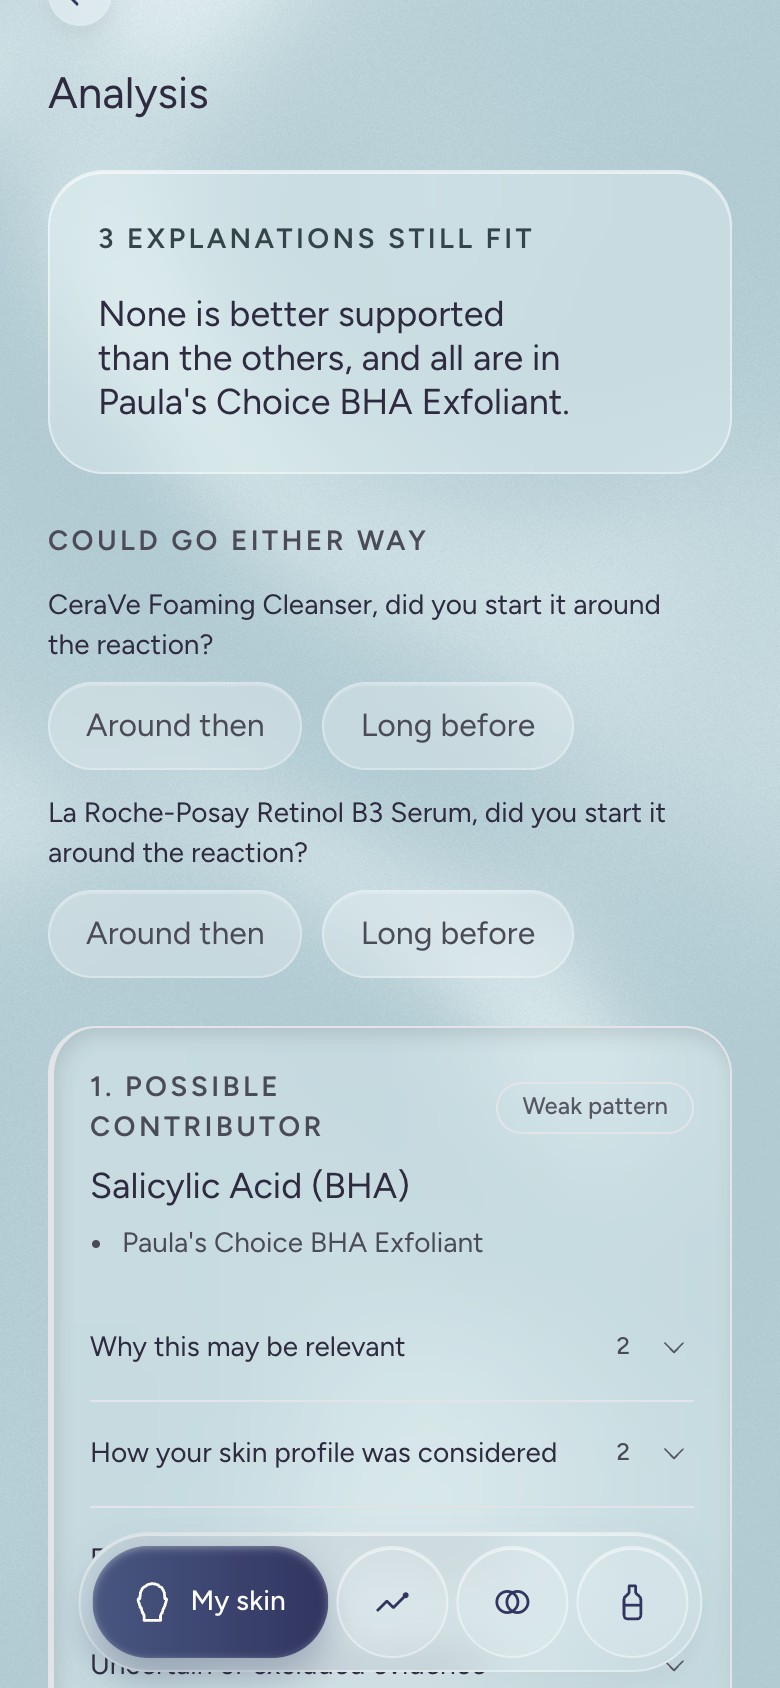 Analysis
3 EXPLANATIONS STILL FIT
None is better supported
than the others, and all are in
Paula's Choice BHA Exfoliant.
COULD GO EITHER WAY
CeraVe Foaming Cleanser, did you start it around
the reaction?
Around then
Long before
La Roche-Posay Retinol B3 Serum, did you start it
around the reaction?
Around then
Long before
1. POSSIBLE
CONTRIBUTOR
Weak pattern
Salicylic Acid (BHA)
• Paula's Choice BHA Exfoliant
Why this may be relevant 2
How your skin profile was considered 2
My skin
Uncertain or excluded evidence